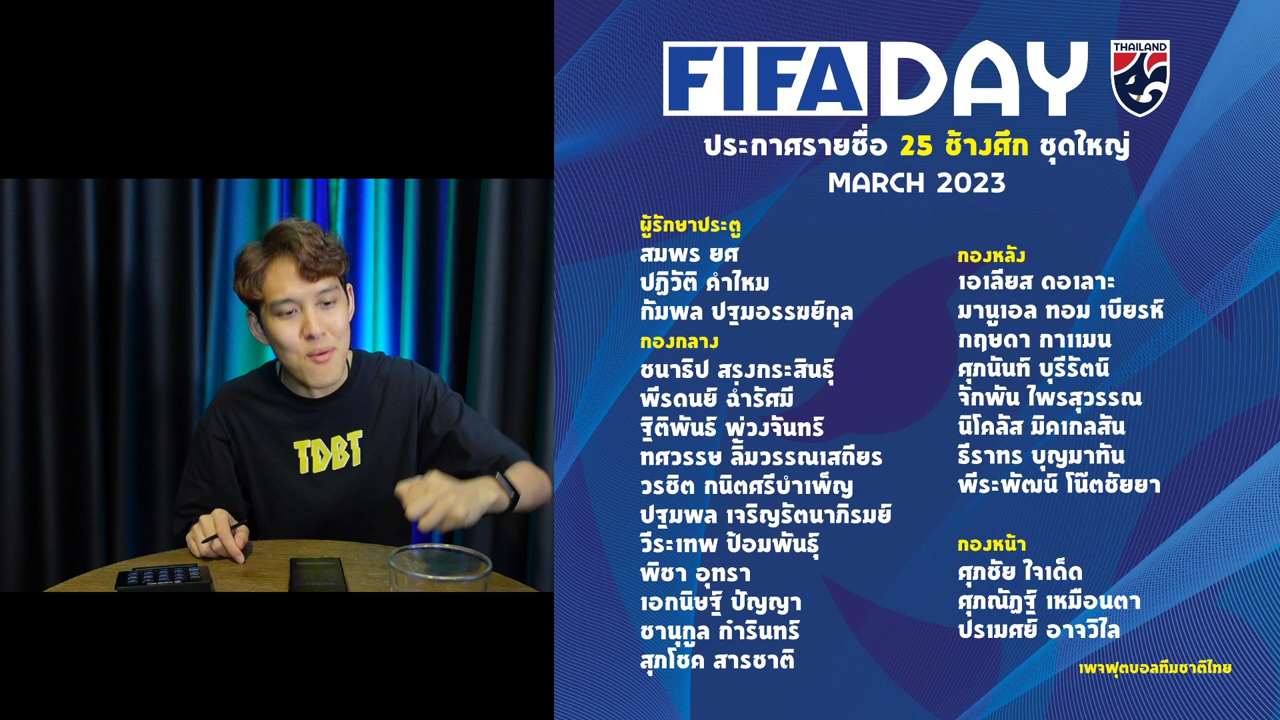 FIFA DAY
THAILAND
ประกาศรายชื่อ 25 ช้างศึก ชุดใหญ่
MARCH 2023
ผู้รักษาประตู
สมพร ยศ
ปฏิวัติ คำไหม
กัมพล ปฐมอรรฆย์กุล
กองกลาง
ชนาธิป สรงกระสินธุ์
พีรดนย์ ฉ่ำรัศมี
ฐิติพันธ์ พ่วงจันทร์
ทศวรรษ ลิ้มวรรณเสถียร
วรชิต กนิตศรีบำเพ็ญ
ปฐมพล เจริญรัตนาภิรมย์
วีระเทพ ป้อมพันธุ์
พิชา อุทรา
เอกนิษฐ์ ปัญญา
ชานุกูล ก๋ารินทร์
สุภโชค สารชาติ
กองหลัง
เอเลียส ดอเลาะ
มานูเอล ทอม เบียรห์
กฤษดา กาแมน
ศุภนันท์ บุรีรัตน์
จักพัน ไพรสุวรรณ
นิโคลัส มิคเกลสัน
ธีราทร บุญมาทัน
พีระพัฒน์ โน๊ตชัยยา
กองหน้า
ศุภชัย ใจเด็ด
ศุภณัฏฐ์ เหมือนตา
ปรเมศย์ อาจวิไล
เพจฟุตบอลทีมชาติไทย
TDBT